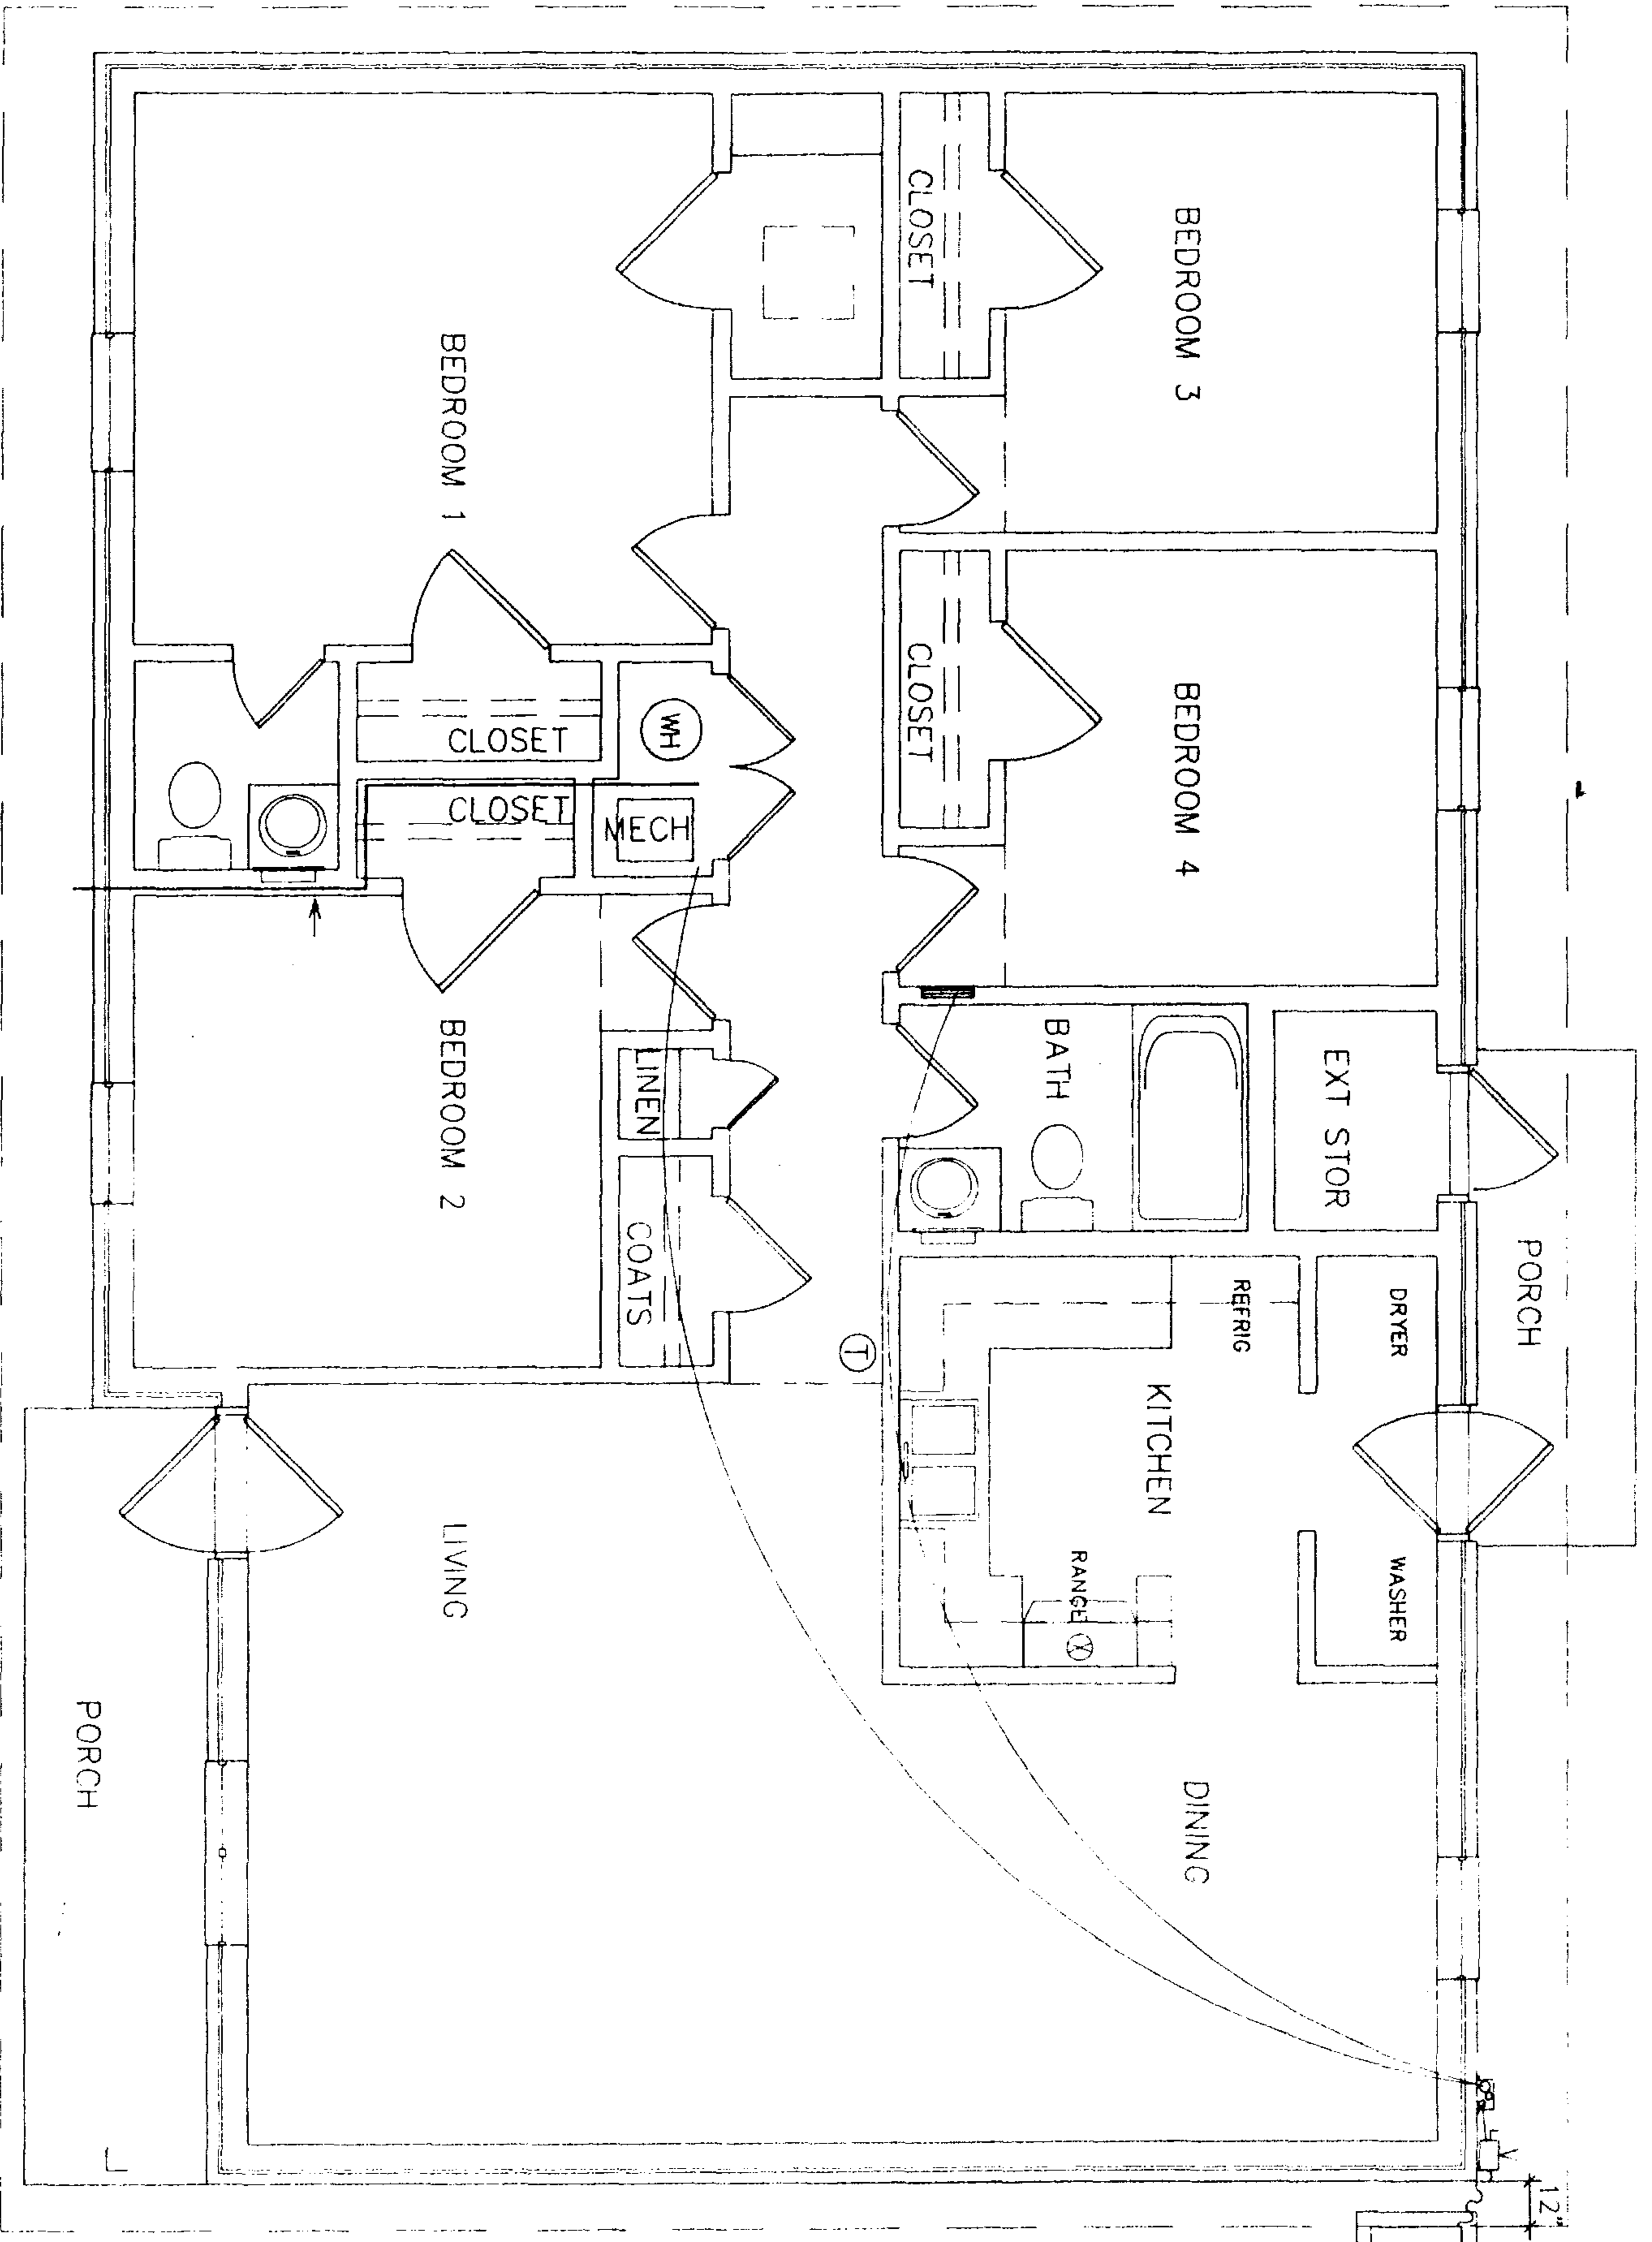 BEDROOM 3
CLOSET
BEDROOM 1
BEDROOM 4
CLOSET
CLOSET
WH
CLOSET
MECH
BEDROOM 2
LINEN
COATS
BATH
EXT STOR
PORCH
DRYER
REFRIG
KITCHEN
T
RANGE
WASHER
LIVING
DINING
PORCH
12"